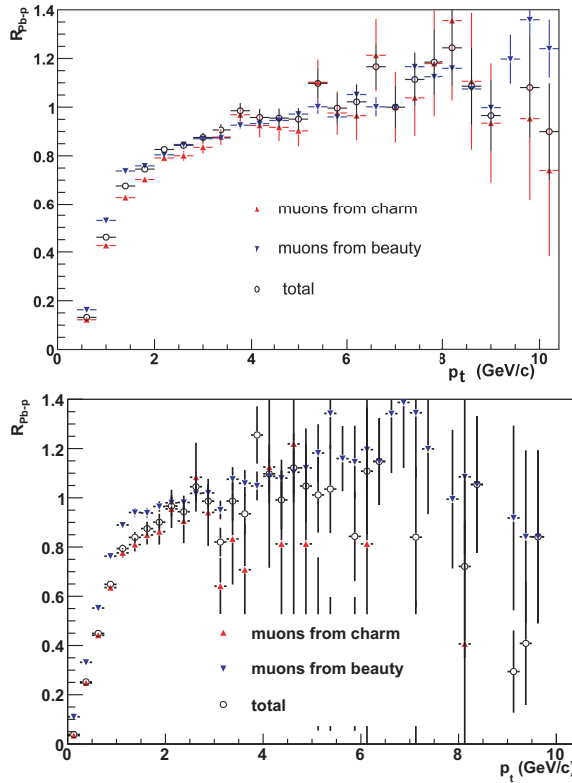 R_Pb-p
1.4
1.2
1
0.8
0.6
0.4
0.2
0
muons from charm
muons from beauty
total
0 2 4 6 8 10
p_t (GeV/c)
R_Pb-p
1.4
1.2
1
0.8
0.6
0.4
0.2
0
muons from charm
muons from beauty
total
0 2 4 6 8 10
p_t (GeV/c)